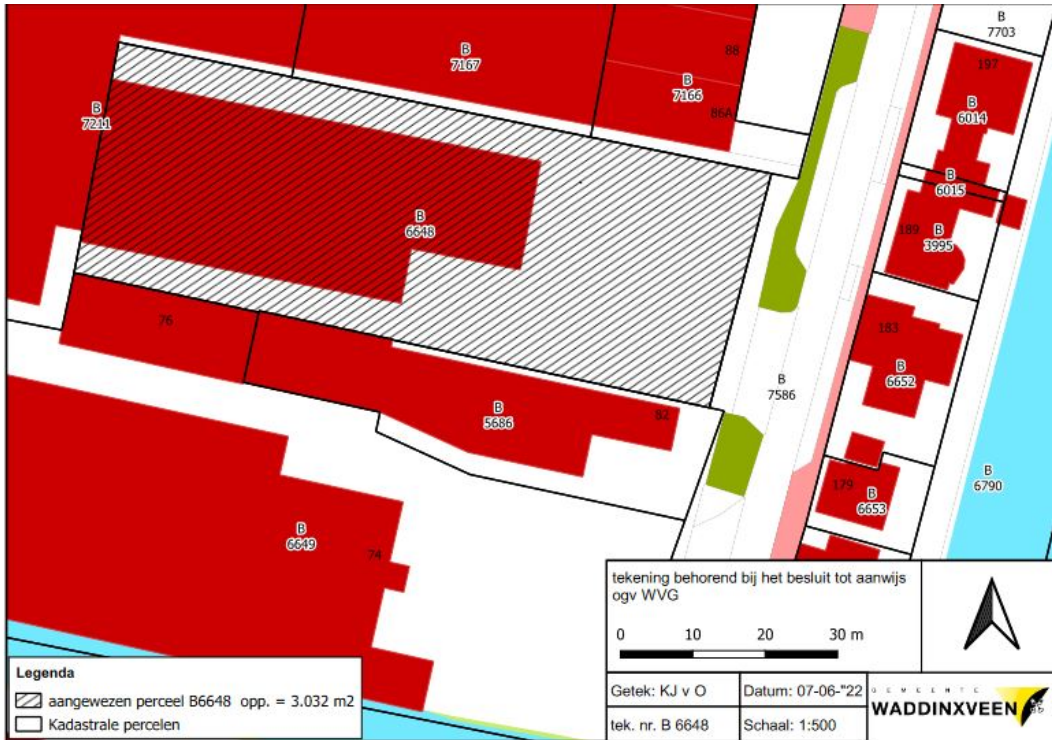 B
7703
88
B
7167
197
B
7166
B
7211
86A
B
6014
B
6015
B
6648
189
B
3995
76
183
B
7586
B
6652
82
B
5686
B
6790
179
B
6653
B
6649
74
tekening behorend bij het besluit tot aanwijs
ogv WVG
0 10 20 30 m
Legenda
aangewezen perceel B6648 opp. = 3.032 m2
Kadastrale percelen
Getek: KJ v O
Datum: 07-06-"22
tek. nr. B 6648
Schaal: 1:500
GEMEENTE
WADDINXVEEN